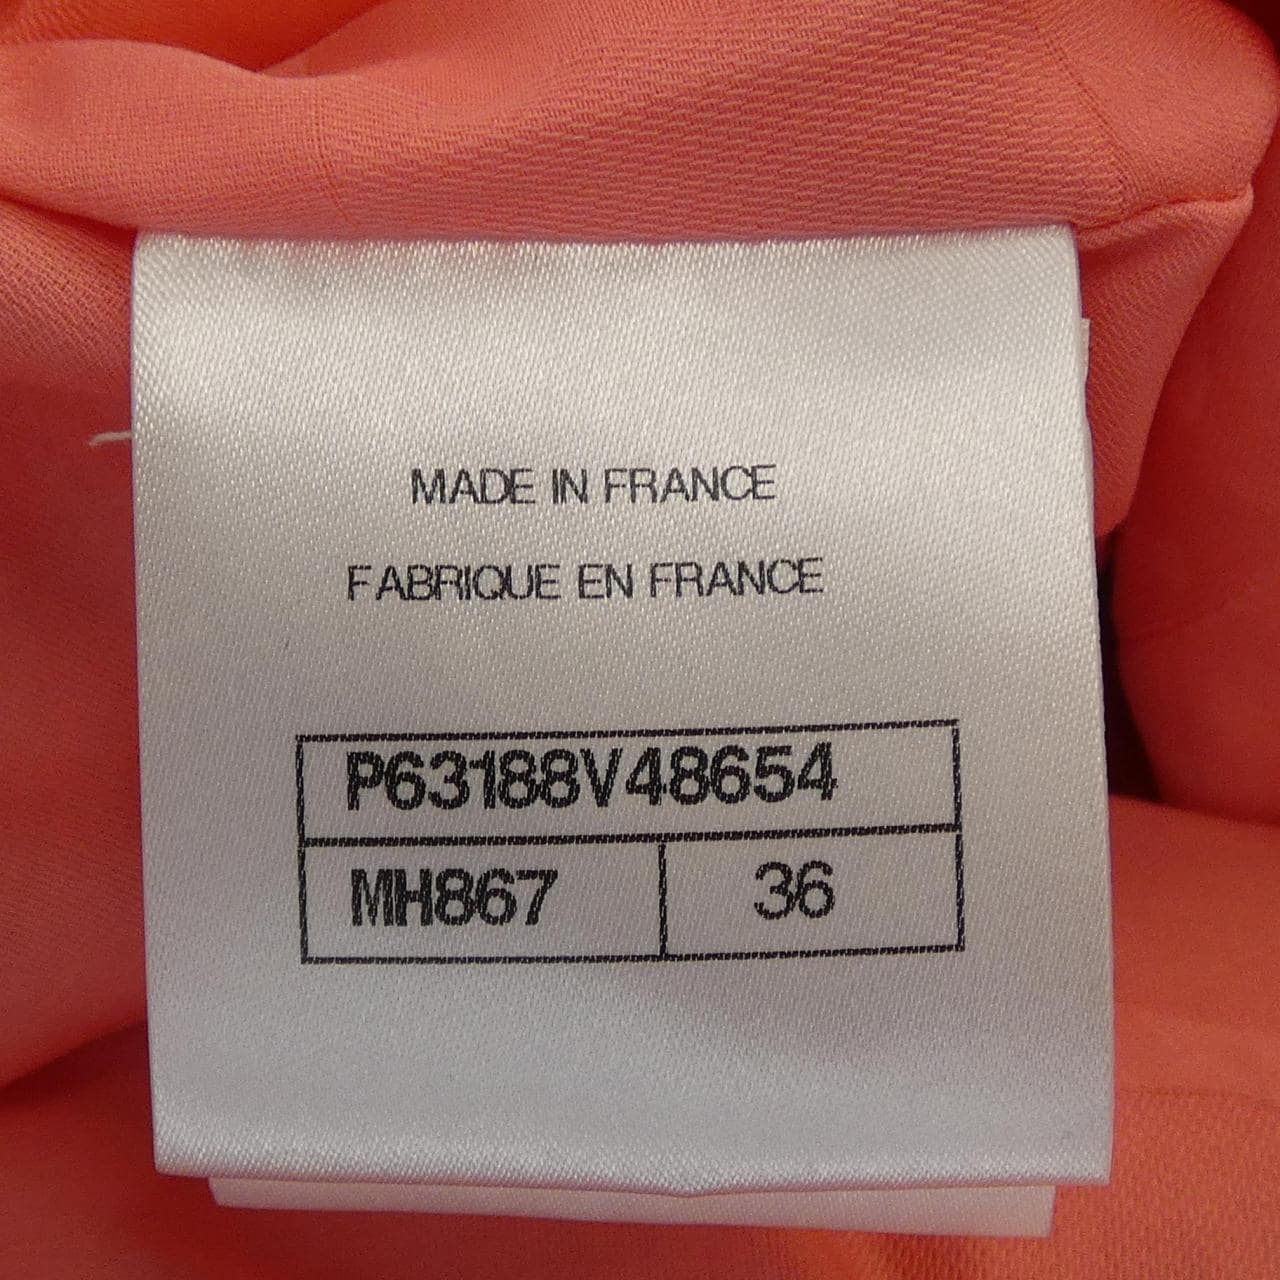 MADE IN FRANCE
FABRIQUE EN FRANCE
P63188V48654
MH867 36